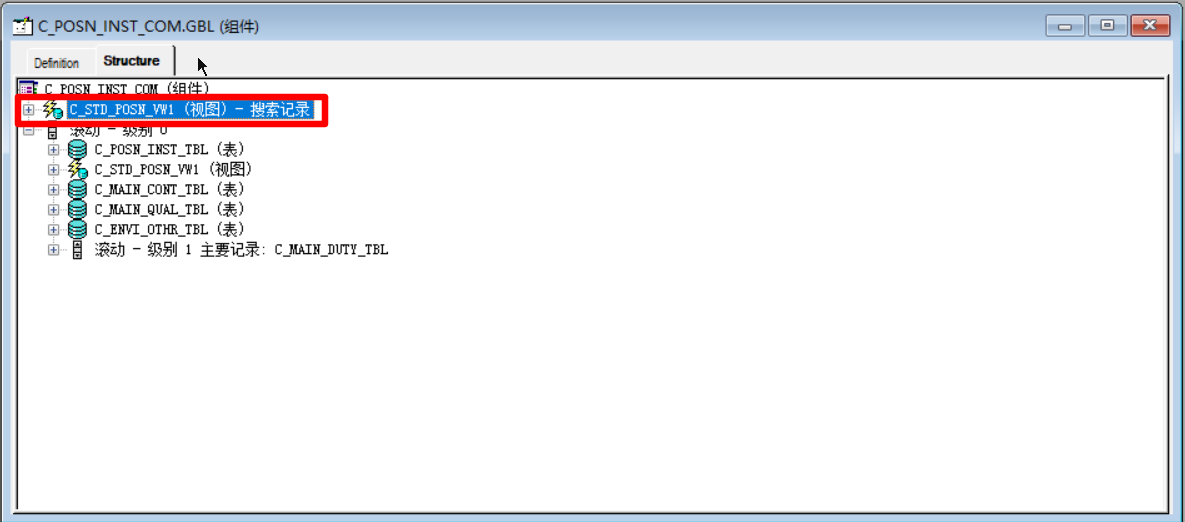 C_POSN_INST_COM.GBL (组件)
Definition Structure
C_POSN_INST_COM (组件)
C_STD_POSN_VW1 (视图) - 搜索记录
滚动 - 级别 0
C_POSN_INST_TBL (表)
C_STD_POSN_VW1 (视图)
C_MAIN_CONT_TBL (表)
C_MAIN_QUAL_TBL (表)
C_ENVI_OTHR_TBL (表)
滚动 - 级别 1 主要记录: C_MAIN_DUTY_TBL